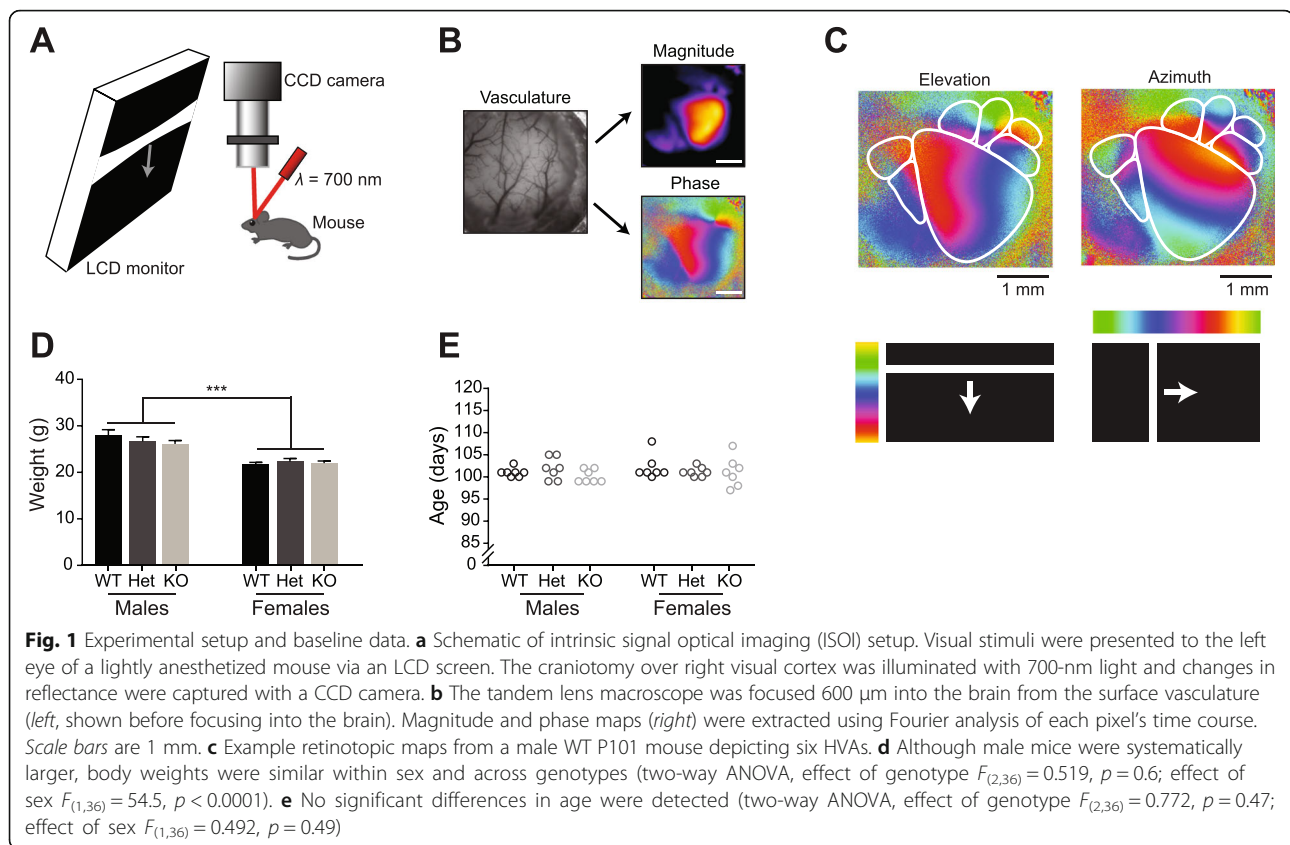 A
CCD camera
λ = 700 nm
Mouse
LCD monitor
B
Vasculature
Magnitude
Phase
C
Elevation
Azimuth
1 mm
1 mm
D
Weight (g)
40
30
20
10
0
***
WT Het KO
WT Het KO
Males
Females
E
Age (days)
120
115
110
105
100
95
90
85
0
WT Het KO
WT Het KO
Males
Females
Fig. 1 Experimental setup and baseline data. a Schematic of intrinsic signal optical imaging (ISOI) setup. Visual stimuli were presented to the left
eye of a lightly anesthetized mouse via an LCD screen. The craniotomy over right visual cortex was illuminated with 700-nm light and changes in
reflectance were captured with a CCD camera. b The tandem lens macroscope was focused 600 μm into the brain from the surface vasculature
(left, shown before focusing into the brain). Magnitude and phase maps (right) were extracted using Fourier analysis of each pixel's time course.
Scale bars are 1 mm. c Example retinotopic maps from a male WT P101 mouse depicting six HVAs. d Although male mice were systematically
larger, body weights were similar within sex and across genotypes (two-way ANOVA, effect of genotype F(2,36) = 0.519, p = 0.6; effect of
sex F(1,36) = 54.5, p < 0.0001). e No significant differences in age were detected (two-way ANOVA, effect of genotype F(2,36) = 0.772, p = 0.47;
effect of sex F(1,36) = 0.492, p = 0.49)